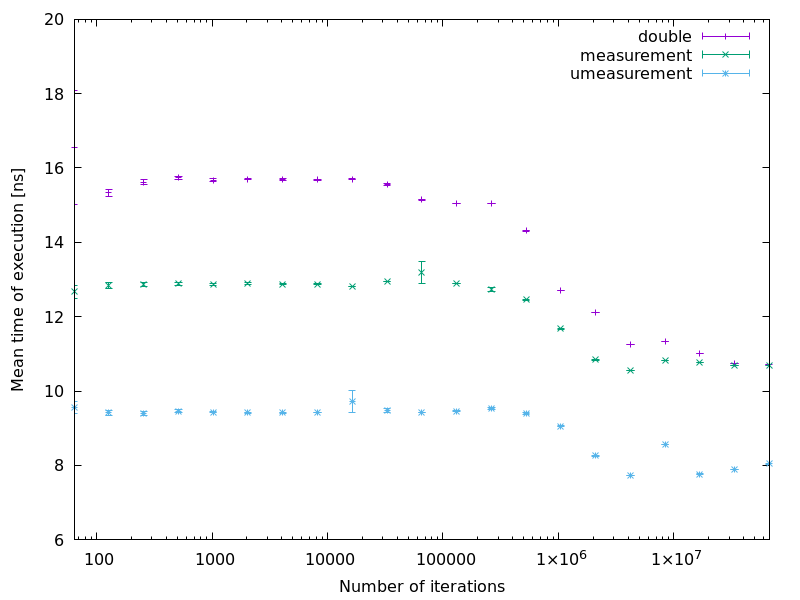 20
18
16
14
12
10
8
6
Mean time of execution [ns]
double
measurement
umeasurement
100 1000 10000 100000 1×10⁶ 1×10⁷
Number of iterations